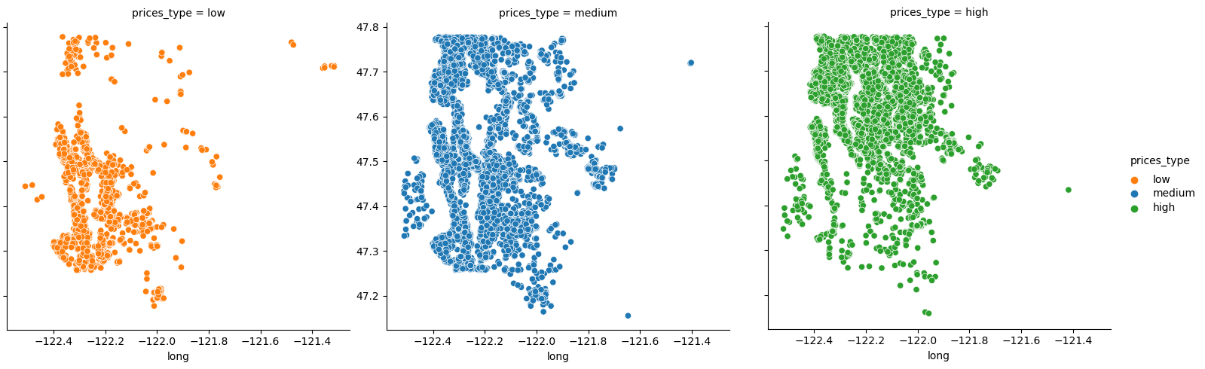 prices_type = low
prices_type = medium
prices_type = high
47.8
47.7
47.6
47.5
47.4
47.3
47.2
−122.4 −122.2 −122.0 −121.8 −121.6 −121.4
long
−122.4 −122.2 −122.0 −121.8 −121.6 −121.4
long
−122.4 −122.2 −122.0 −121.8 −121.6 −121.4
long
prices_type
low
medium
high